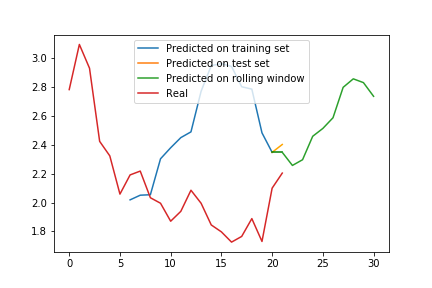 Predicted on training set
Predicted on test set
Predicted on rolling window
Real
3.0
2.8
2.6
2.4
2.2
2.0
1.8
0 5 10 15 20 25 30